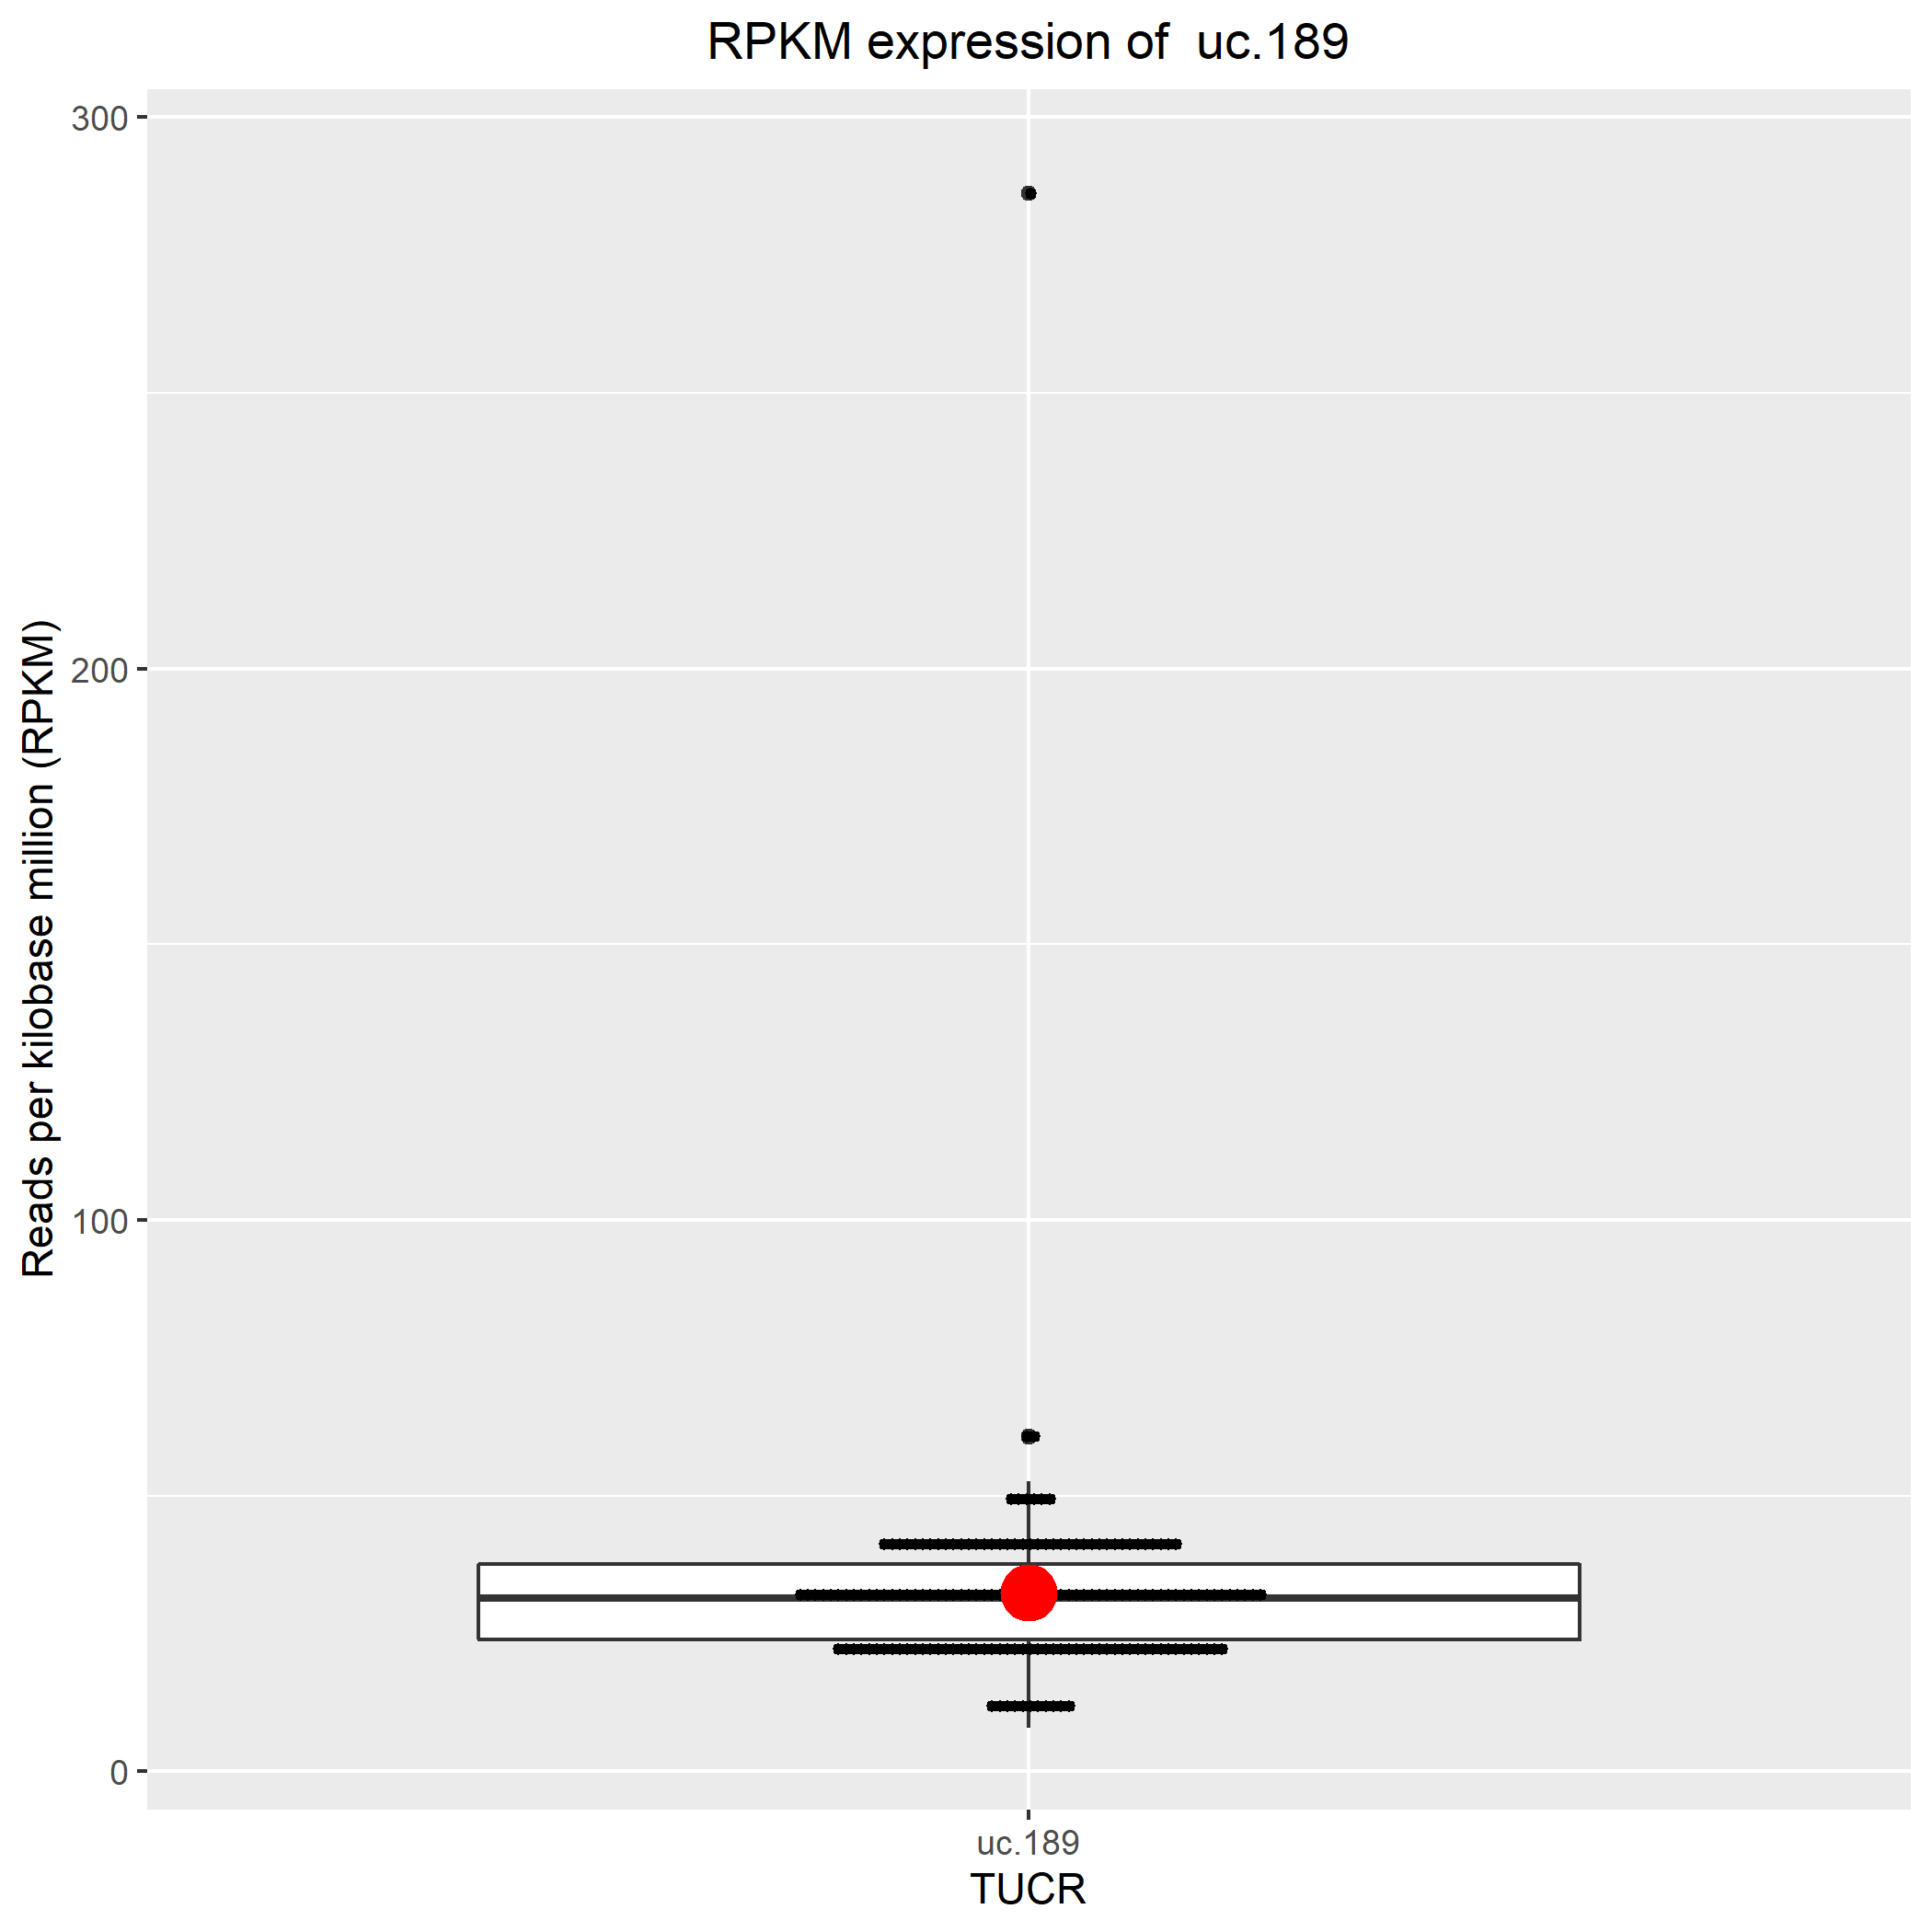 RPKM expression of  uc.189
Reads per kilobase million (RPKM)
300
200
100
0
uc.189
TUCR